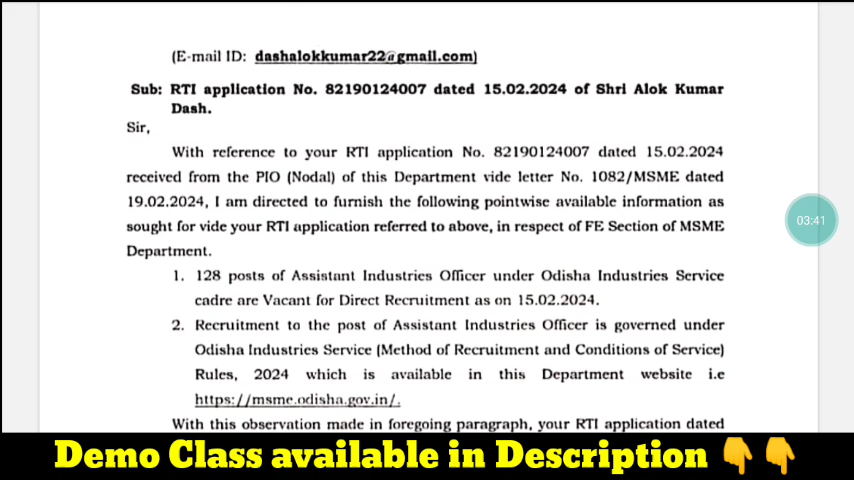 (E-mail ID: dashalokkumar22@gmail.com)
Sub: RTI application No. 82190124007 dated 15.02.2024 of Shri Alok Kumar
Dash.
Sir,
With reference to your RTI application No. 82190124007 dated 15.02.2024
received from the PIO (Nodal) of this Department vide letter No. 1082/MSME dated
19.02.2024, I am directed to furnish the following pointwise available information as
sought for vide your RTI application referred to above, in respect of FE Section of MSME
Department.
1. 128 posts of Assistant Industries Officer under Odisha Industries Service
cadre are Vacant for Direct Recruitment as on 15.02.2024.
2. Recruitment to the post of Assistant Industries Officer is governed under
Odisha Industries Service (Method of Recruitment and Conditions of Service)
Rules, 2024 which is available in this Department website i.e
https://msme.odisha.gov.in/.
With this observation made in foregoing paragraph, your RTI application dated
03:41
Demo Class available in Description 👇👇